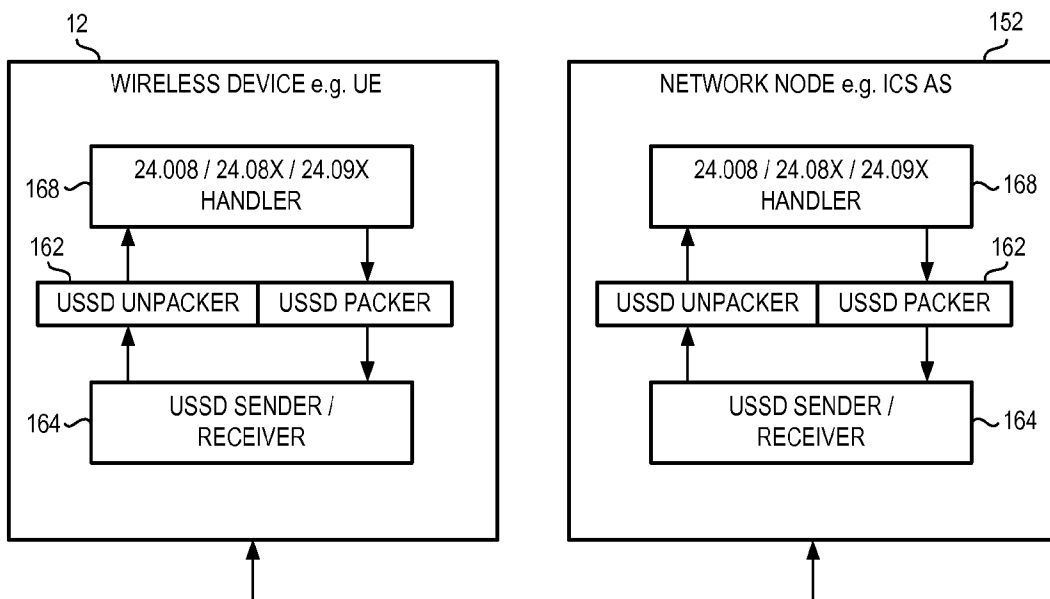 12
WIRELESS DEVICE e.g. UE
24.008 / 24.08X / 24.09X
HANDLER
168
162
USSD UNPACKER
USSD PACKER
USSD SENDER /
RECEIVER
164
152
NETWORK NODE e.g. ICS AS
24.008 / 24.08X / 24.09X
HANDLER
168
162
USSD UNPACKER
USSD PACKER
USSD SENDER /
RECEIVER
164